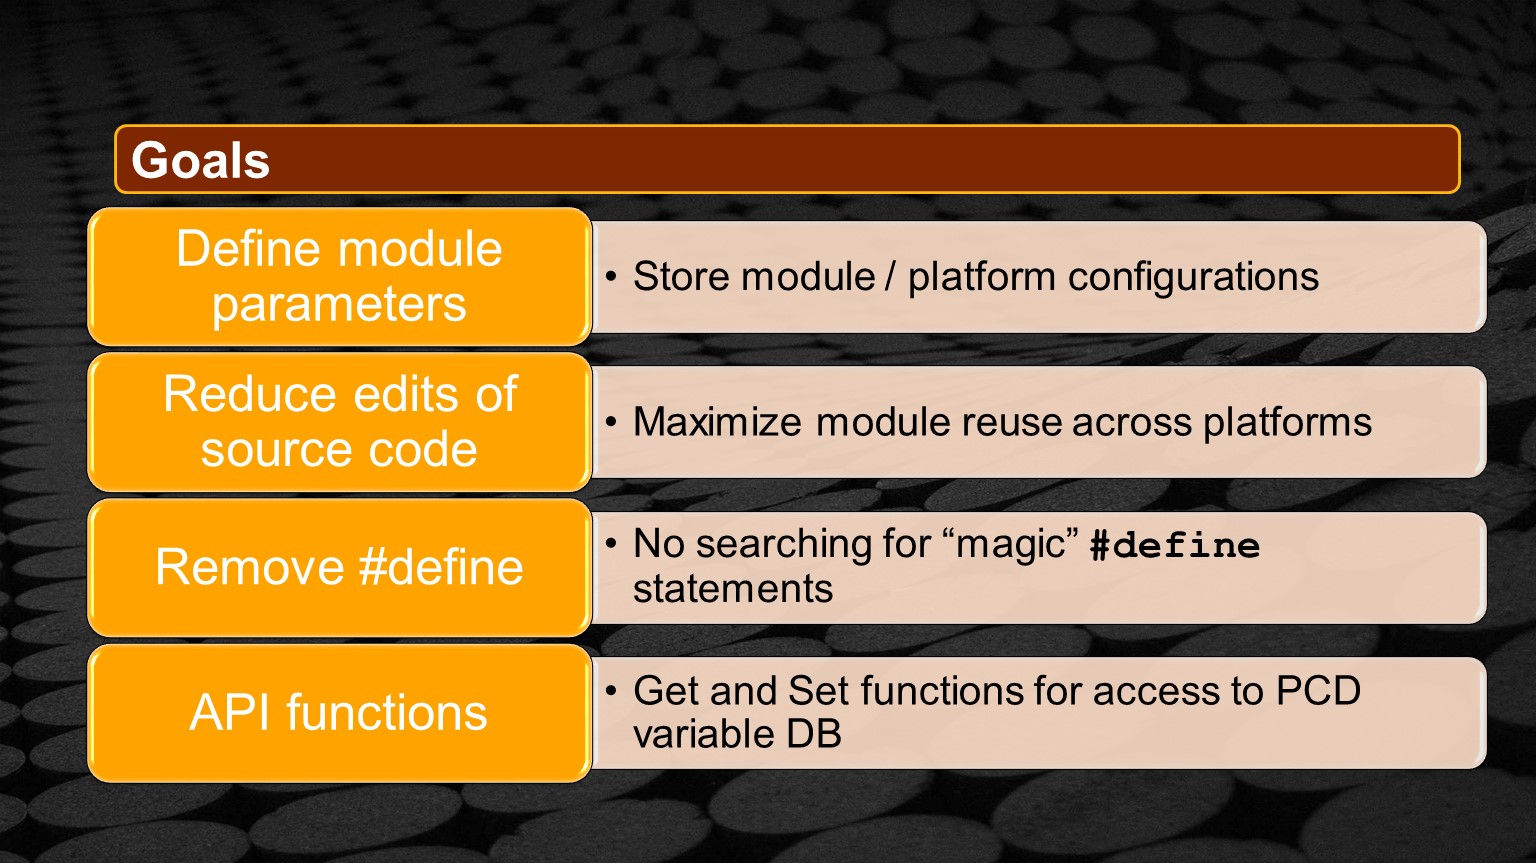 Goals
Define module
parameters
• Store module / platform configurations
Reduce edits of
source code
• Maximize module reuse across platforms
Remove #define
• No searching for “magic” #define
statements
API functions
• Get and Set functions for access to PCD
variable DB